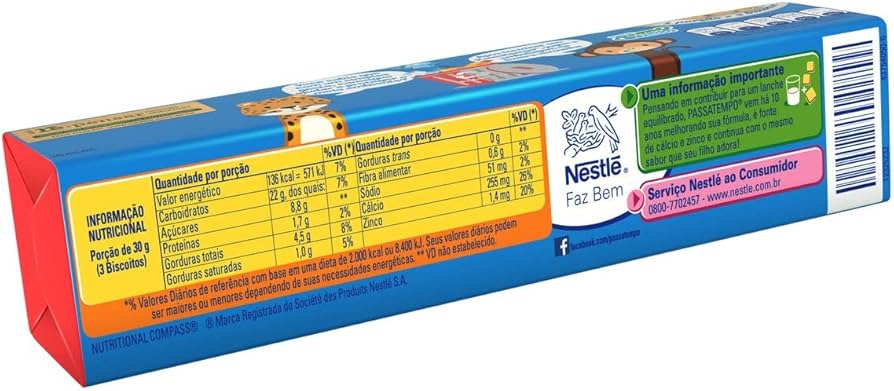 INFORMAÇÃO
NUTRICIONAL
Porção de 30 g
(3 Biscoitos)
Quantidade por porção %VD (*)
Valor energético 136 kcal = 571 kJ 7%
Carboidratos 22 g, dos quais: 7%
Açúcares 8,8 g **
Proteínas 1,7 g 2%
Gorduras totais 4,5 g 8%
Gorduras saturadas 1,0 g 5%
Quantidade por porção %VD (*)
Gorduras trans 0 g **
Fibra alimentar 0,6 g 2%
Sódio 51 mg 2%
Cálcio 255 mg 26%
Zinco 1,4 mg 20%
*% Valores Diários de referência com base em uma dieta de 2.000 kcal ou 8.400 kJ. Seus valores diários podem
ser maiores ou menores dependendo de suas necessidades energéticas. ** VD não estabelecido.
NUTRITIONAL COMPASS® ® Marca Registrada de Société des Produits Nestlé S.A.
Nestlé®
Faz Bem
facebook.com/passatempo
Uma informação importante
Pensando em contribuir para um lanche
equilibrado, PASSATEMPO® vem há 10
anos melhorando sua fórmula, e fonte
de cálcio e zinco e continua com o mesmo
sabor que seu filho adora!
Serviço Nestlé ao Consumidor
0800-7702457 - www.nestle.com.br